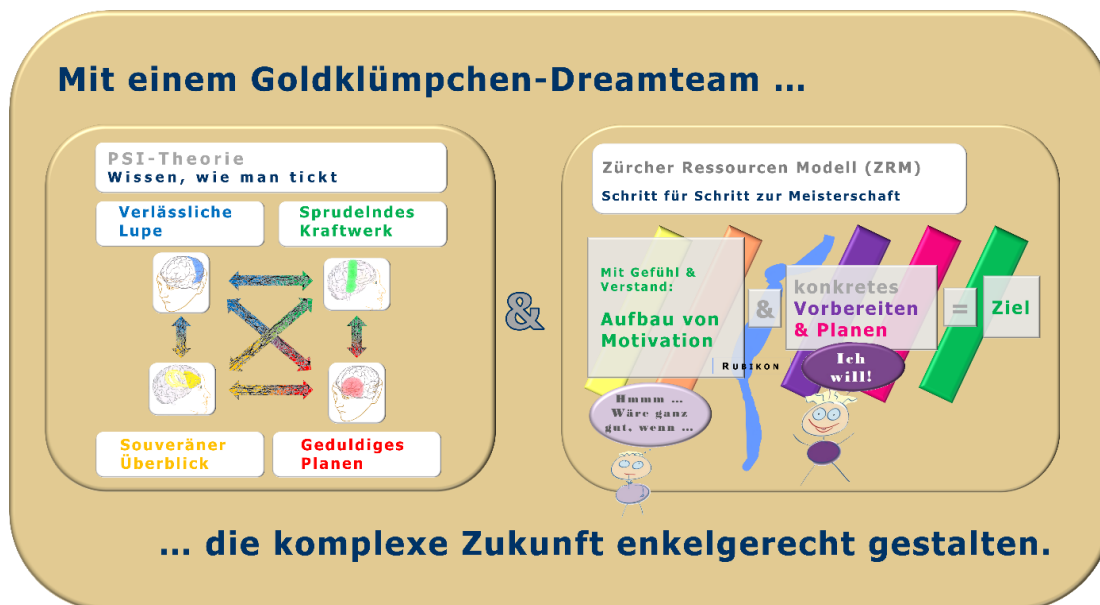 Mit einem Goldklümpchen-Dreamteam ...
PSI-Theorie
Wissen, wie man tickt
Verlässliche
Lupe
Sprudelndes
Kraftwerk
Souveräner
Überblick
Geduldiges
Planen
&
Zürcher Ressourcen Modell (ZRM)
Schritt für Schritt zur Meisterschaft
Mit Gefühl &
Verstand:
Aufbau von
Motivation
&
konkretes
Vorbereiten
& Planen
=
Ziel
RUBIKON
Hmmm ...
Wäre ganz
gut, wenn ...
Ich
will!
... die komplexe Zukunft enkelgerecht gestalten.